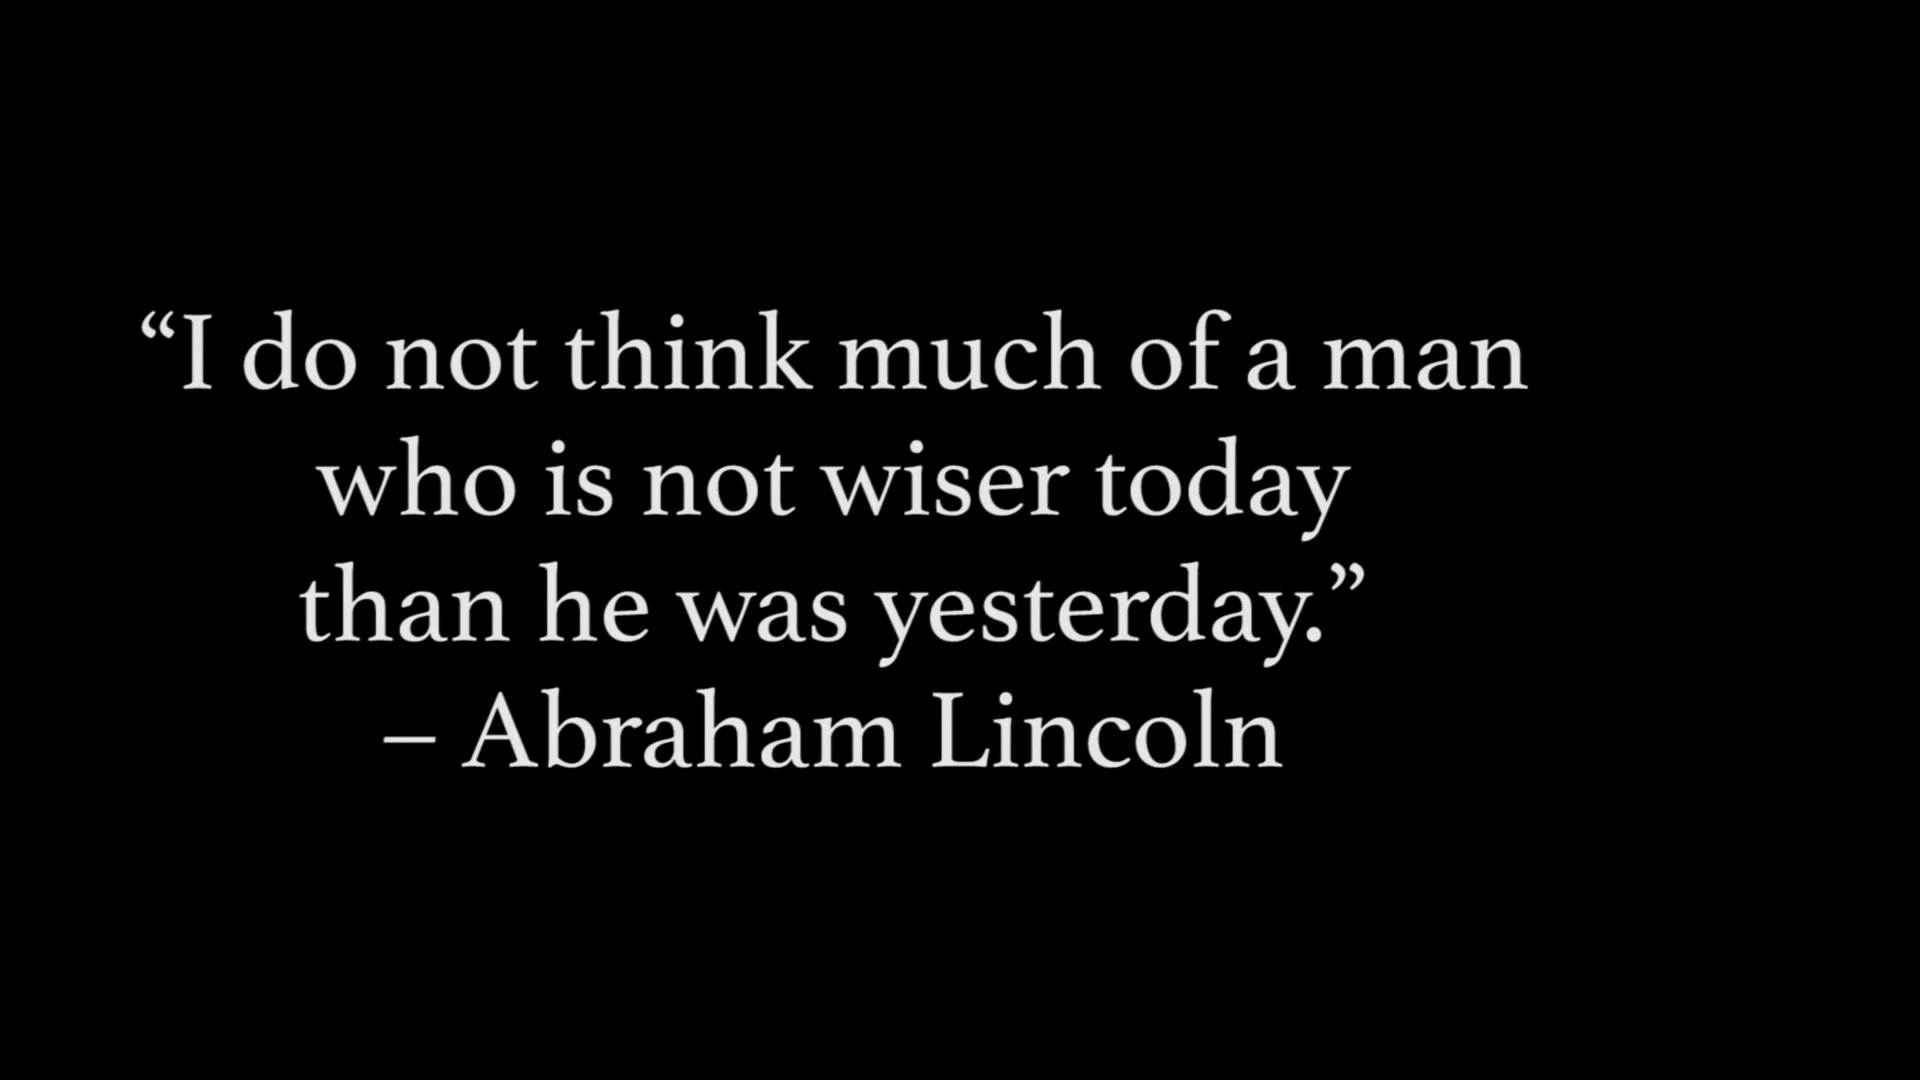 “I do not think much of a man
who is not wiser today
than he was yesterday.”
– Abraham Lincoln